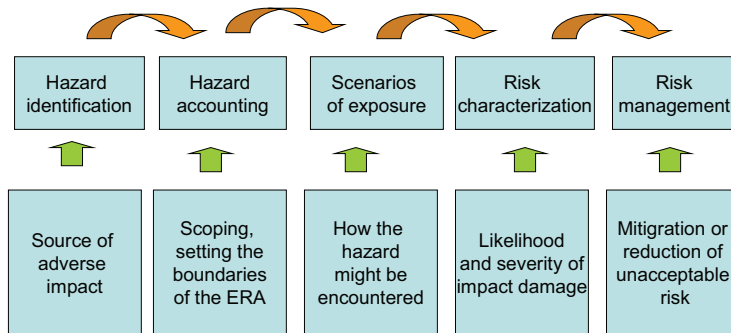 Hazard
identification
Hazard
accounting
Scenarios
of exposure
Risk
characterization
Risk
management
Source of
adverse
impact
Scoping,
setting the
boundaries
of the ERA
How the
hazard
might be
encountered
Likelihood
and severity of
impact damage
Mitigration or
reduction of
unacceptable
risk